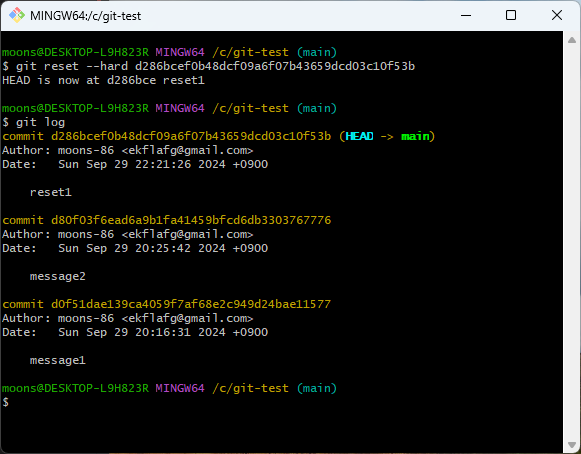 MINGW64:/c/git-test
moons@DESKTOP-L9H823R MINGW64 /c/git-test (main)
$ git reset --hard d286bcef0b48dcf09a6f07b43659dcd03c10f53b
HEAD is now at d286bce reset1
moons@DESKTOP-L9H823R MINGW64 /c/git-test (main)
$ git log
commit d286bcef0b48dcf09a6f07b43659dcd03c10f53b (HEAD -> main)
Author: moons-86 <ekflafg@gmail.com>
Date:   Sun Sep 29 22:21:26 2024 +0900
reset1
commit d80f03f6ead6a9b1fa41459bfcd6db3303767776
Author: moons-86 <ekflafg@gmail.com>
Date:   Sun Sep 29 20:25:42 2024 +0900
message2
commit d0f51dae139ca4059f7af68e2c949d24bae11577
Author: moons-86 <ekflafg@gmail.com>
Date:   Sun Sep 29 20:16:31 2024 +0900
message1
moons@DESKTOP-L9H823R MINGW64 /c/git-test (main)
$